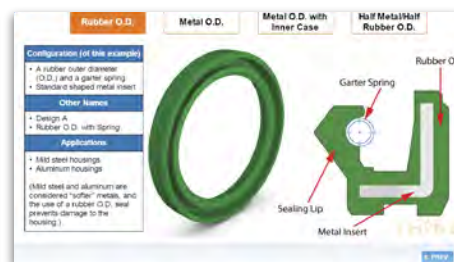 Rubber O.D.
Metal O.D.
Metal O.D. with
Inner Case
Half Metal/Half
Rubber O.D.
Configuration (of this example)
• A rubber outer diameter
(O.D.) and a garter spring
• Standard shaped metal insert
Other Names
• Design A
• Rubber O.D. with Spring
Applications
• Mild steel housings
• Aluminum housings
(Mild steel and aluminum are
considered "softer" metals, and
the use of a rubber O.D. seal
prevents damage to the
housing.)
Rubber O
Garter Spring
Sealing Lip
Metal Insert
PREV